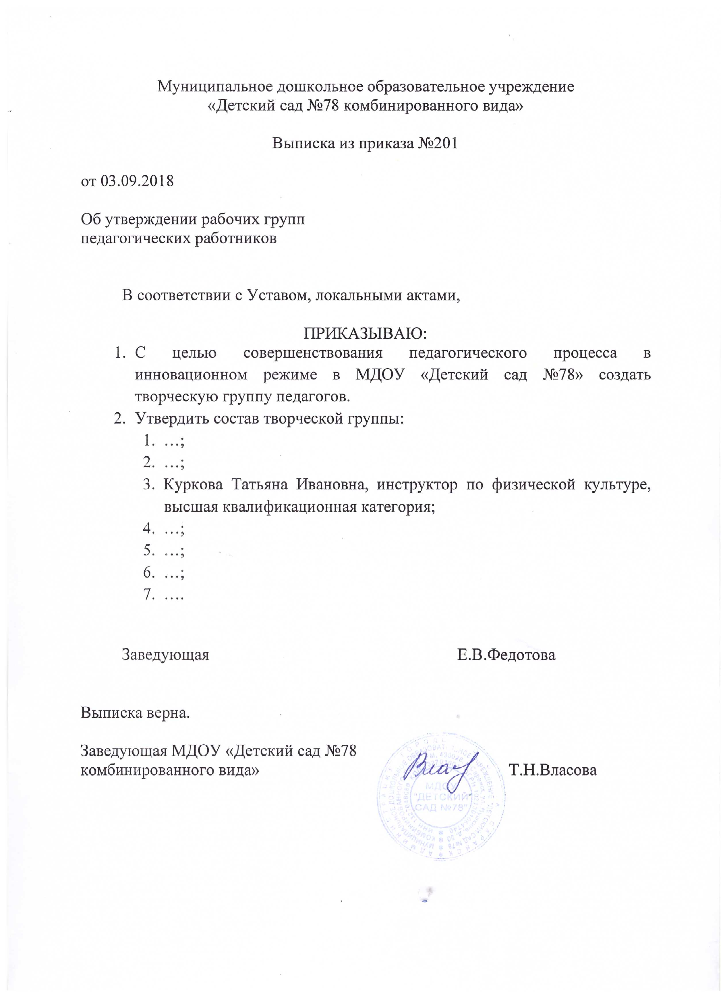 Муниципальное дошкольное образовательное учреждение
«Детский сад №78 комбинированного вида»
Выписка из приказа №201
от 03.09.2018
Об утверждении рабочих групп
педагогических работников
В соответствии с Уставом, локальными актами,
ПРИКАЗЫВАЮ:
1. С целью совершенствования педагогического процесса в
инновационном режиме в МДОУ «Детский сад №78» создать
творческую группу педагогов.
2. Утвердить состав творческой группы:
1. …;
2. …;
3. Куркова Татьяна Ивановна, инструктор по физической культуре,
высшая квалификационная категория;
4. …;
5. …;
6. …;
7. ….
Заведующая Е.В.Федотова
Выписка верна.
Заведующая МДОУ «Детский сад №78
комбинированного вида» Т.Н.Власова
МДОУ
"ДЕТСКИЙ
САД №78"